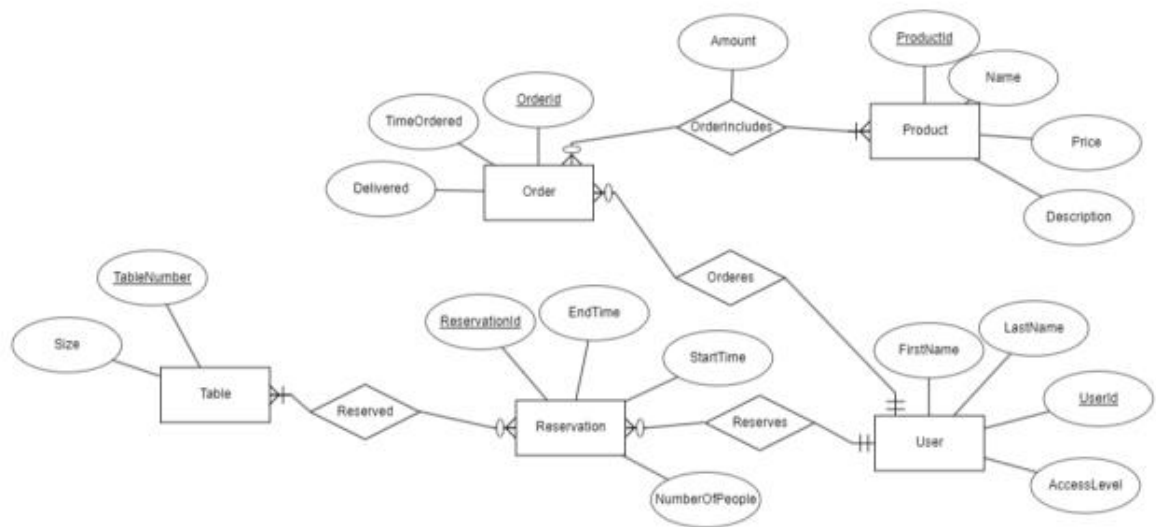 Amount
ProductId
Name
OrderId
TimeOrdered
OrderIncludes
Product
Price
Delivered
Order
Description
TableNumber
Orderes
ReservationId
EndTime
LastName
FirstName
StartTime
Size
UserId
Table
Reserved
Reservation
Reserves
User
AccessLevel
NumberOfPeople